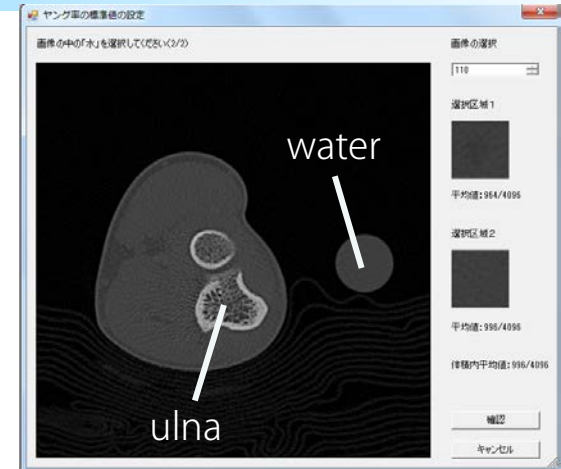 ヤング率の標準値の設定
画像の中の「水」を選択してください(2/2)
画像の選択
110
選択区域1
平均値:964/4096
選択区域2
平均値:996/4096
体積内平均値:996/4096
確認
キャンセル
water
ulna